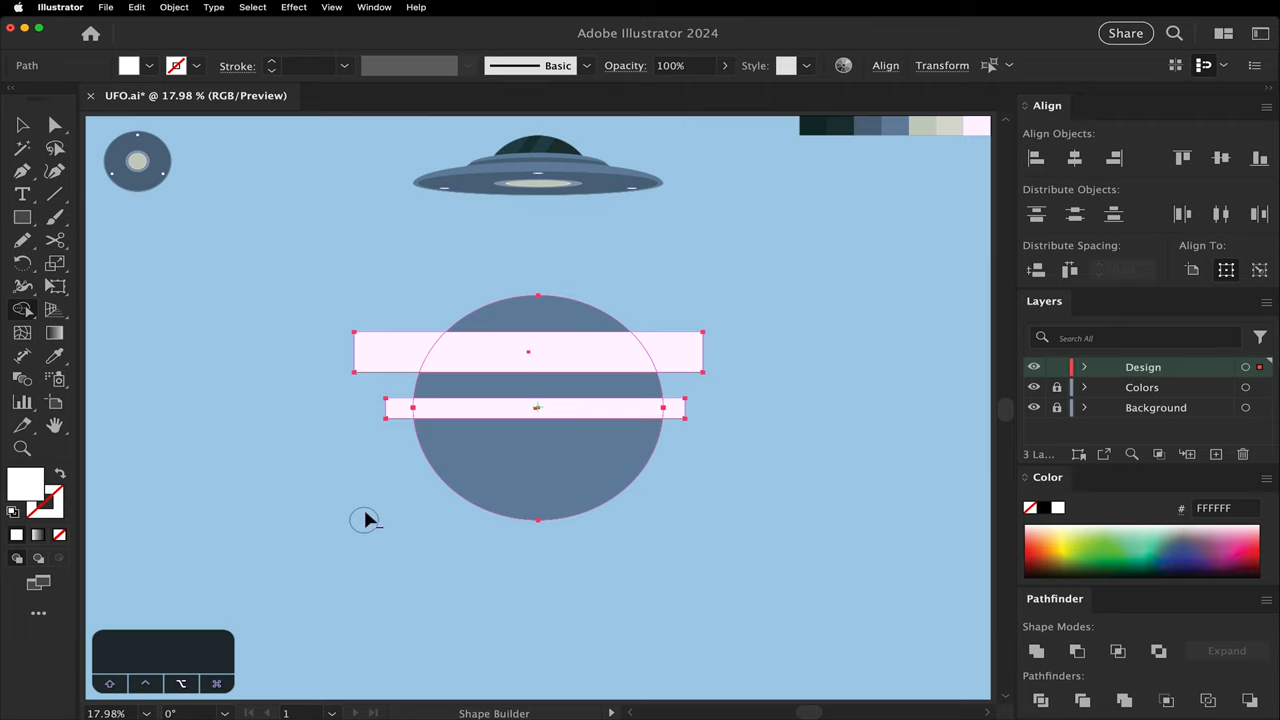 Illustrator File Edit Object Type Select Effect View Window Help
Adobe Illustrator 2024
Share
Path
Stroke:
Basic
Opacity: 100%
Style:
Align
Transform
UFO.ai* @ 17.98 % (RGB/Preview)
Align
Align Objects:
Distribute Objects:
Distribute Spacing:
Align To:
Layers
Search All
Design
Colors
Background
3 La...
Color
# FFFFFF
Pathfinder
Shape Modes:
Expand
Pathfinders:
17.98%
0°
1
Shape Builder